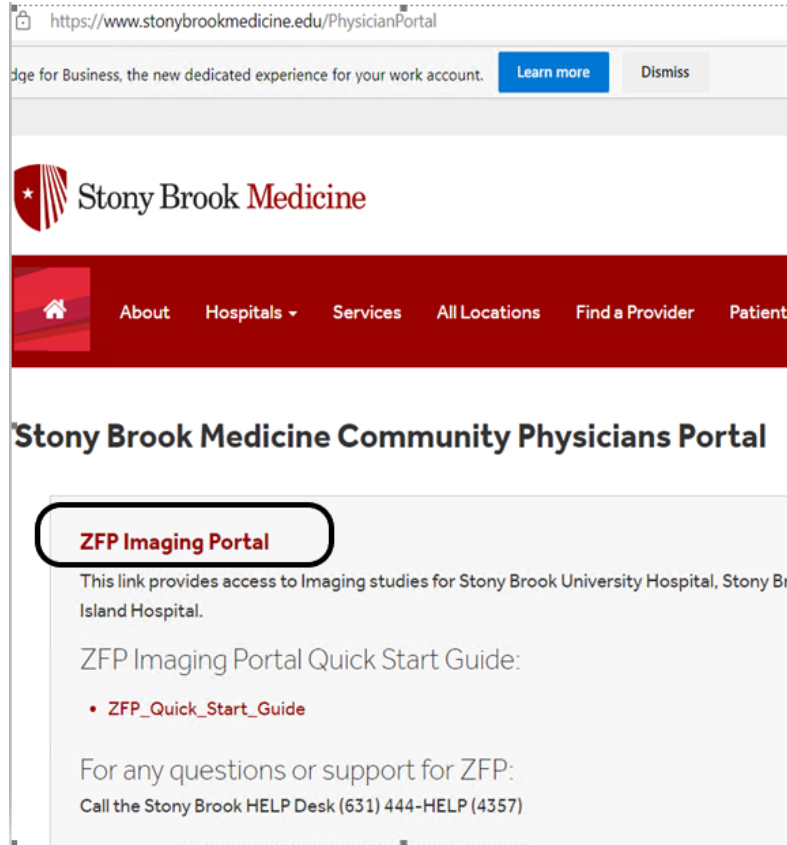 https://www.stonybrookmedicine.edu/PhysicianPortal
dge for Business, the new dedicated experience for your work account. Learn more Dismiss
Stony Brook Medicine
About Hospitals Services All Locations Find a Provider Patient
Stony Brook Medicine Community Physicians Portal
ZFP Imaging Portal
This link provides access to Imaging studies for Stony Brook University Hospital, Stony Br
Island Hospital.
ZFP Imaging Portal Quick Start Guide:
• ZFP_Quick_Start_Guide
For any questions or support for ZFP:
Call the Stony Brook HELP Desk (631) 444-HELP (4357)